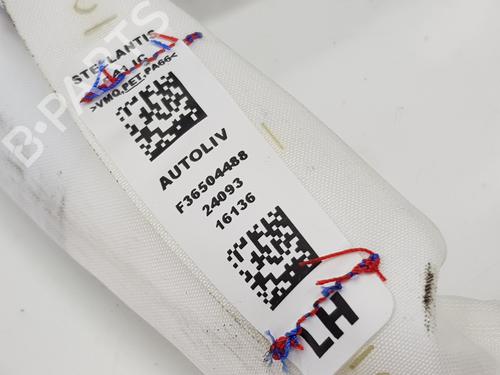 STELLANTIS
>VMQ,PET,PA66<
AUTOLIV
F36504488
24093
16136
LH
B-PARTS